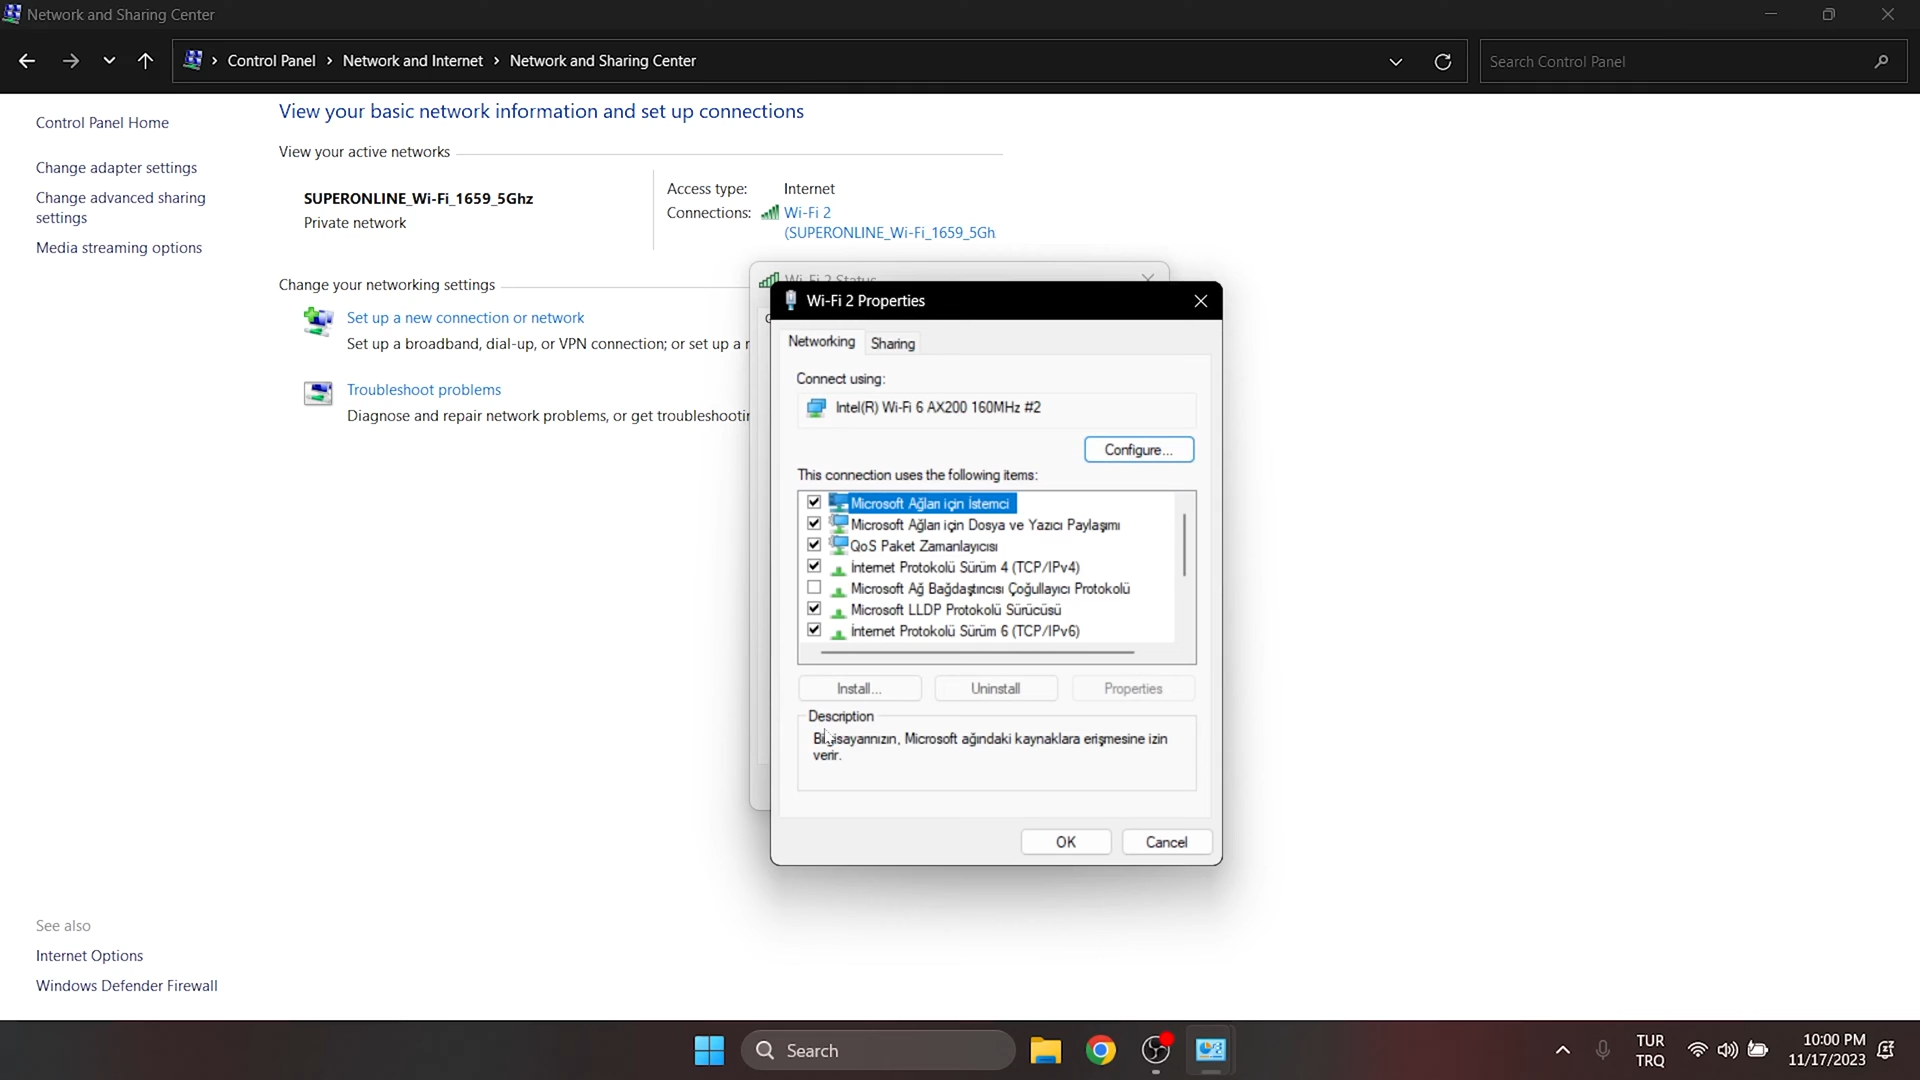 Network and Sharing Center
Control Panel
Network and Internet
Network and Sharing Center
Search Control Panel
Control Panel Home
Change adapter settings
Change advanced sharing
settings
Media streaming options
View your basic network information and set up connections
View your active networks
SUPERONLINE_Wi-Fi_1659_5Ghz
Private network
Access type: Internet
Connections: Wi-Fi 2
(SUPERONLINE_Wi-Fi_1659_5Gh
Change your networking settings
Set up a new connection or network
Set up a broadband, dial-up, or VPN connection; or set up a r
Troubleshoot problems
Diagnose and repair network problems, or get troubleshootin
Wi-Fi 2 Status
Wi-Fi 2 Properties
Networking
Sharing
Connect using:
Intel(R) Wi-Fi 6 AX200 160MHz #2
Configure...
This connection uses the following items:
Microsoft Ağları için İstemci
Microsoft Ağları için Dosya ve Yazıcı Paylaşımı
QoS Paket Zamanlayıcısı
İnternet Protokolü Sürüm 4 (TCP/IPv4)
Microsoft Ağ Bağdaştırıcısı Çoğullayıcı Protokolü
Microsoft LLDP Protokolü Sürücüsü
İnternet Protokolü Sürüm 6 (TCP/IPv6)
Install...
Uninstall
Properties
Description
Bilgisayarınızın, Microsoft ağındaki kaynaklara erişmesine izin
verir.
OK
Cancel
See also
Internet Options
Windows Defender Firewall
Search
TUR
TRQ
10:00 PM
11/17/2023